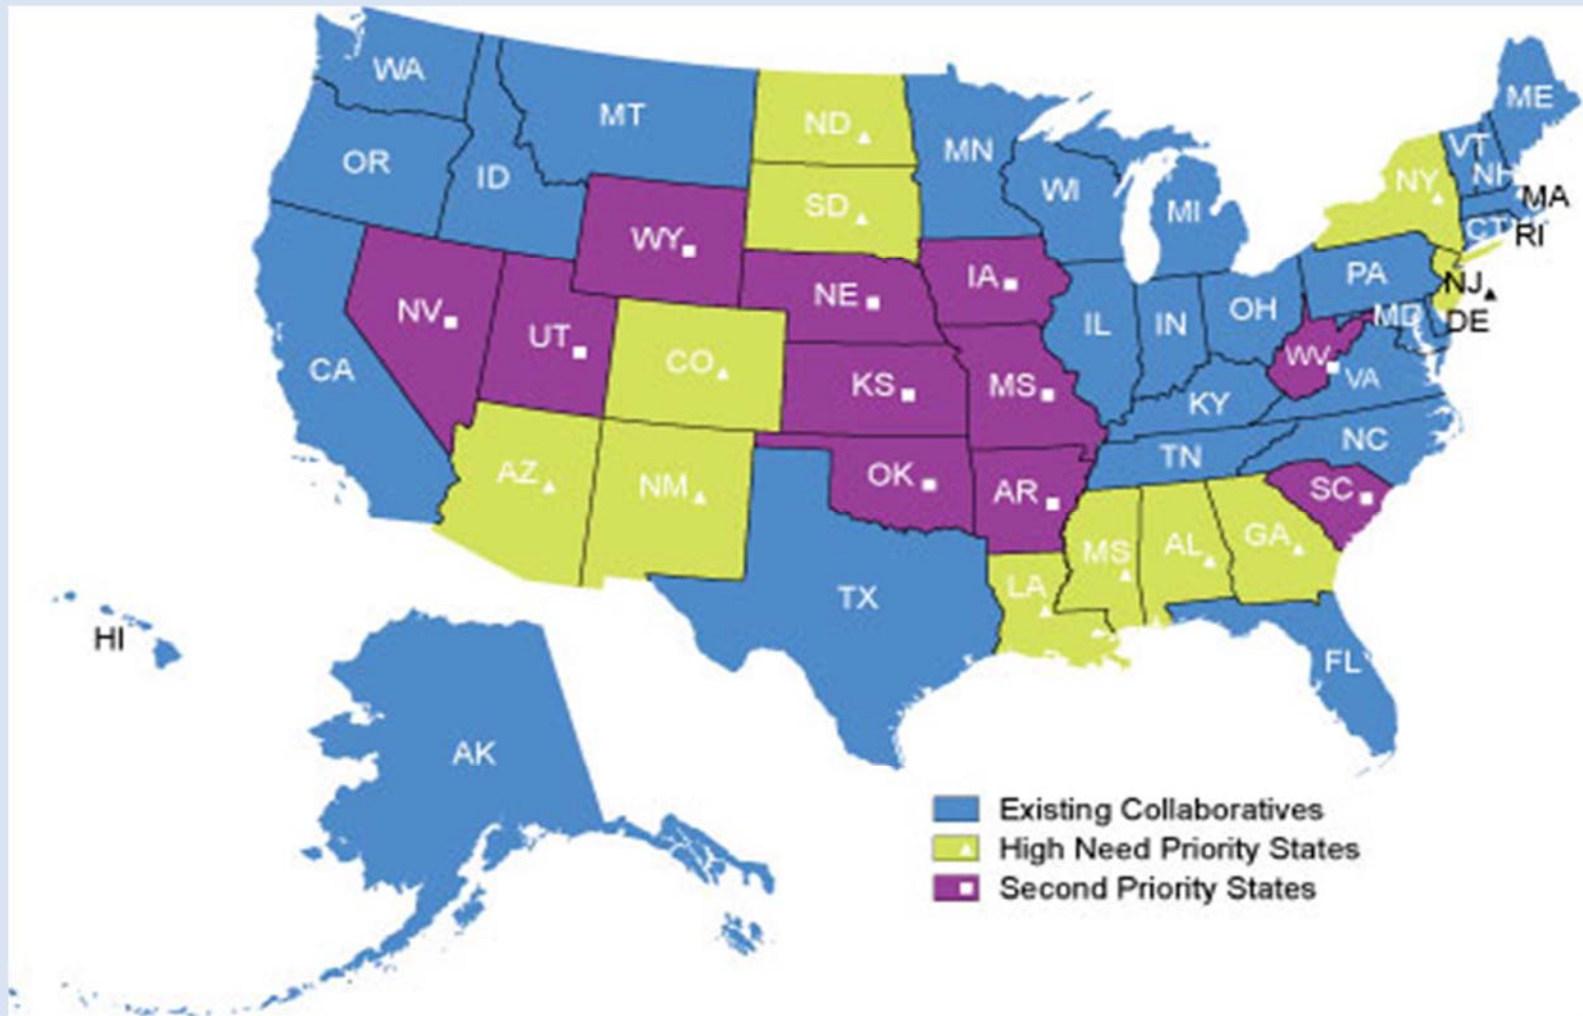 WA
MT
ND
MN
ME
OR
ID
VT
NH
WI
NY
MI
MA
SD
CT
RI
WY
IA
PA
NJ
NE
NV
UT
IL
IN
OH
MD
DE
CA
CO
KS
MS
WV
VA
KY
NC
TN
AZ
NM
OK
AR
SC
MS
AL
GA
LA
TX
HI
FL
AK
Existing Collaboratives
High Need Priority States
Second Priority States